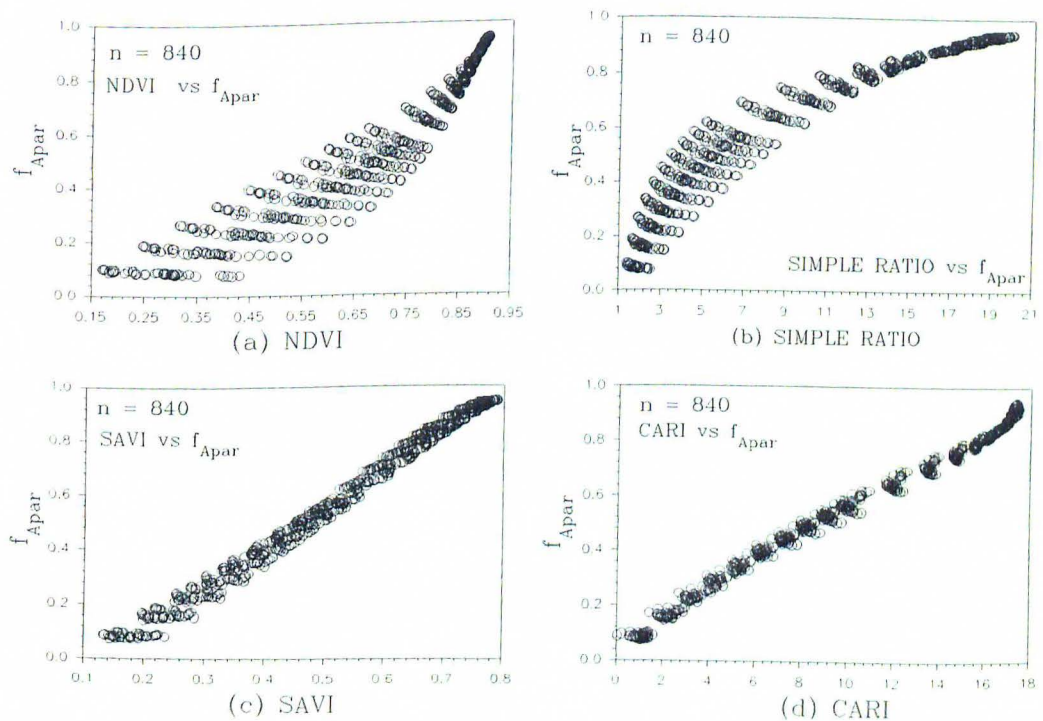 n = 840
NDVI vs fApar
fApar
1.0
0.8
0.6
0.4
0.2
0.0
0.15 0.25 0.35 0.45 0.55 0.65 0.75 0.85 0.95
(a) NDVI
n = 840
SIMPLE RATIO vs fApar
fApar
1.0
0.8
0.6
0.4
0.2
0.0
1 3 5 7 9 11 13 15 17 19 21
(b) SIMPLE RATIO
n = 840
SAVI vs fApar
fApar
1.0
0.8
0.6
0.4
0.2
0.0
0.1 0.2 0.3 0.4 0.5 0.6 0.7 0.8
(c) SAVI
n = 840
CARI vs fApar
fApar
1.0
0.8
0.6
0.4
0.2
0.0
0 2 4 6 8 10 12 14 16 18
(d) CARI